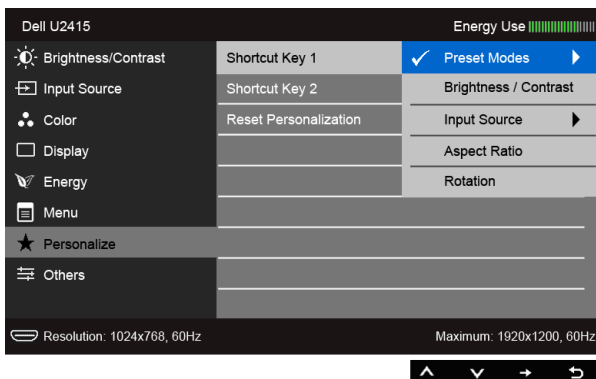 Dell U2415 Energy Use
Brightness/Contrast Shortcut Key 1 Preset Modes
Input Source Shortcut Key 2 Brightness / Contrast
Color Reset Personalization Input Source
Display Aspect Ratio
Energy Rotation
Menu
Personalize
Others
Resolution: 1024x768, 60Hz Maximum: 1920x1200, 60Hz